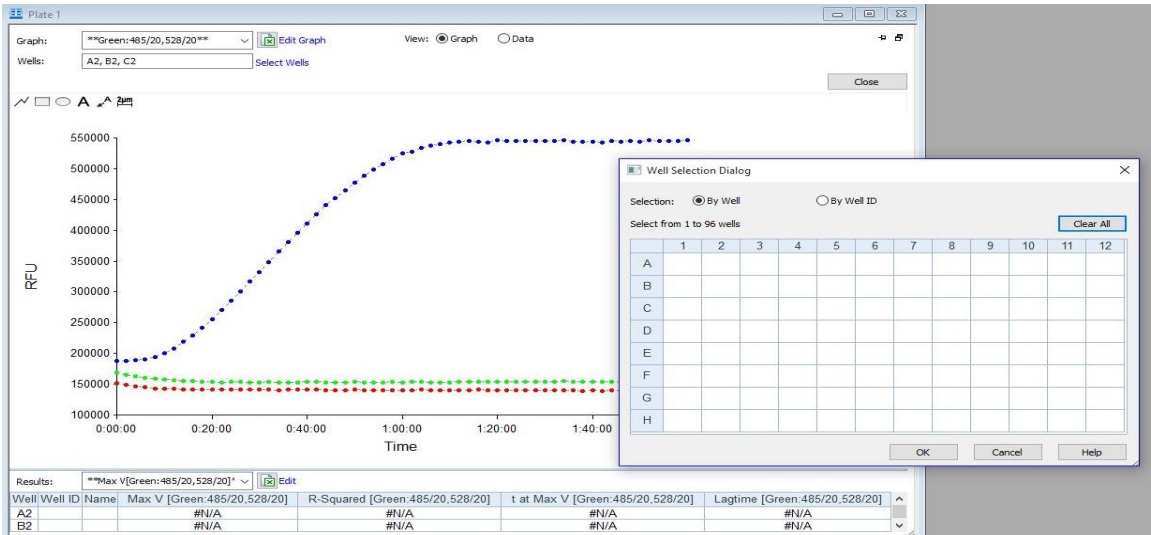 Plate 1
Graph: **Green:485/20,528/20** Edit Graph View: Graph Data
Wells: A2, B2, C2 Select Wells
Close
A A 2µm
550000
500000
450000
400000
350000
300000
250000
200000
150000
100000
RFU
0:00:00 0:20:00 0:40:00 1:00:00 1:20:00 1:40:00
Time
Well Selection Dialog
Selection: By Well By Well ID
Select from 1 to 96 wells Clear All
1 2 3 4 5 6 7 8 9 10 11 12
A
B
C
D
E
F
G
H
OK Cancel Help
Results: **Max V[Green:485/20,528/20]* Edit
Well Well ID Name Max V [Green:485/20,528/20] R-Squared [Green:485/20,528/20] t at Max V [Green:485/20,528/20] Lagtime [Green:485/20,528/20]
A2 #N/A #N/A #N/A #N/A
B2 #N/A #N/A #N/A #N/A